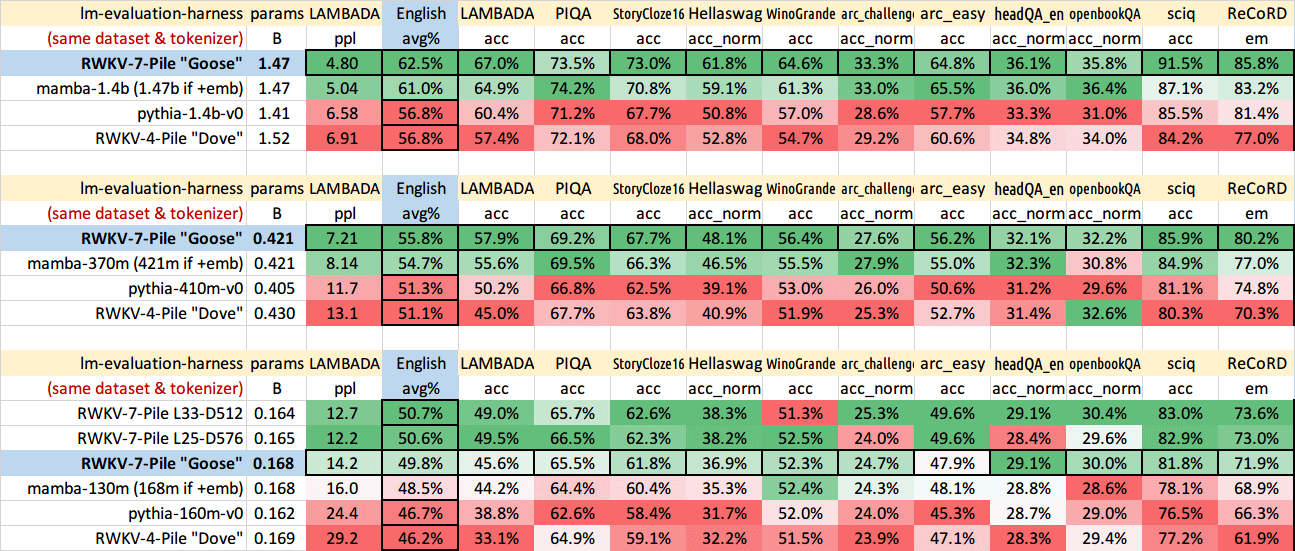 lm-evaluation-harness params LAMBADA English LAMBADA PIQA StoryCloze16 Hellaswag WinoGrande arc_challenge arc_easy headQA_en openbookQA sciq ReCoRD
(same dataset & tokenizer) B ppl avg% acc acc acc acc_norm acc acc_norm acc acc_norm acc_norm acc em
RWKV-7-Pile "Goose" 1.47 4.80 62.5% 67.0% 73.5% 73.0% 61.8% 64.6% 33.3% 64.8% 36.1% 35.8% 91.5% 85.8%
mamba-1.4b (1.47b if +emb) 1.47 5.04 61.0% 64.9% 74.2% 70.8% 59.1% 61.3% 33.0% 65.5% 36.0% 36.4% 87.1% 83.2%
pythia-1.4b-v0 1.41 6.58 56.8% 60.4% 71.2% 67.7% 50.8% 57.0% 28.6% 57.7% 33.3% 31.0% 85.5% 81.4%
RWKV-4-Pile "Dove" 1.52 6.91 56.8% 57.4% 72.1% 68.0% 52.8% 54.7% 29.2% 60.6% 34.8% 34.0% 84.2% 77.0%
lm-evaluation-harness params LAMBADA English LAMBADA PIQA StoryCloze16 Hellaswag WinoGrande arc_challenge arc_easy headQA_en openbookQA sciq ReCoRD
(same dataset & tokenizer) B ppl avg% acc acc acc acc_norm acc acc_norm acc acc_norm acc_norm acc em
RWKV-7-Pile "Goose" 0.421 7.21 55.8% 57.9% 69.2% 67.7% 48.1% 56.4% 27.6% 56.2% 32.1% 32.2% 85.9% 80.2%
mamba-370m (421m if +emb) 0.421 8.14 54.7% 55.6% 69.5% 66.3% 46.5% 55.5% 27.9% 55.0% 32.3% 30.8% 84.9% 77.0%
pythia-410m-v0 0.405 11.7 51.3% 50.2% 66.8% 62.5% 39.1% 53.0% 26.0% 50.6% 31.2% 29.6% 81.1% 74.8%
RWKV-4-Pile "Dove" 0.430 13.1 51.1% 45.0% 67.7% 63.8% 40.9% 51.9% 25.3% 52.7% 31.4% 32.6% 80.3% 70.3%
lm-evaluation-harness params LAMBADA English LAMBADA PIQA StoryCloze16 Hellaswag WinoGrande arc_challenge arc_easy headQA_en openbookQA sciq ReCoRD
(same dataset & tokenizer) B ppl avg% acc acc acc acc_norm acc acc_norm acc acc_norm acc_norm acc em
RWKV-7-Pile L33-D512 0.164 12.7 50.7% 49.0% 65.7% 62.6% 38.3% 51.3% 25.3% 49.6% 29.1% 30.4% 83.0% 73.6%
RWKV-7-Pile L25-D576 0.165 12.2 50.6% 49.5% 66.5% 62.3% 38.2% 52.5% 24.0% 49.6% 28.4% 29.6% 82.9% 73.0%
RWKV-7-Pile "Goose" 0.168 14.2 49.8% 45.6% 65.5% 61.8% 36.9% 52.3% 24.7% 47.9% 29.1% 30.0% 81.8% 71.9%
mamba-130m (168m if +emb) 0.168 16.0 48.5% 44.2% 64.4% 60.4% 35.3% 52.4% 24.3% 48.1% 28.8% 28.6% 78.1% 68.9%
pythia-160m-v0 0.162 24.4 46.7% 38.8% 62.6% 58.4% 31.7% 52.0% 24.0% 45.3% 28.7% 29.0% 76.5% 66.3%
RWKV-4-Pile "Dove" 0.169 29.2 46.2% 33.1% 64.9% 59.1% 32.2% 51.5% 23.9% 47.1% 28.3% 29.4% 77.2% 61.9%